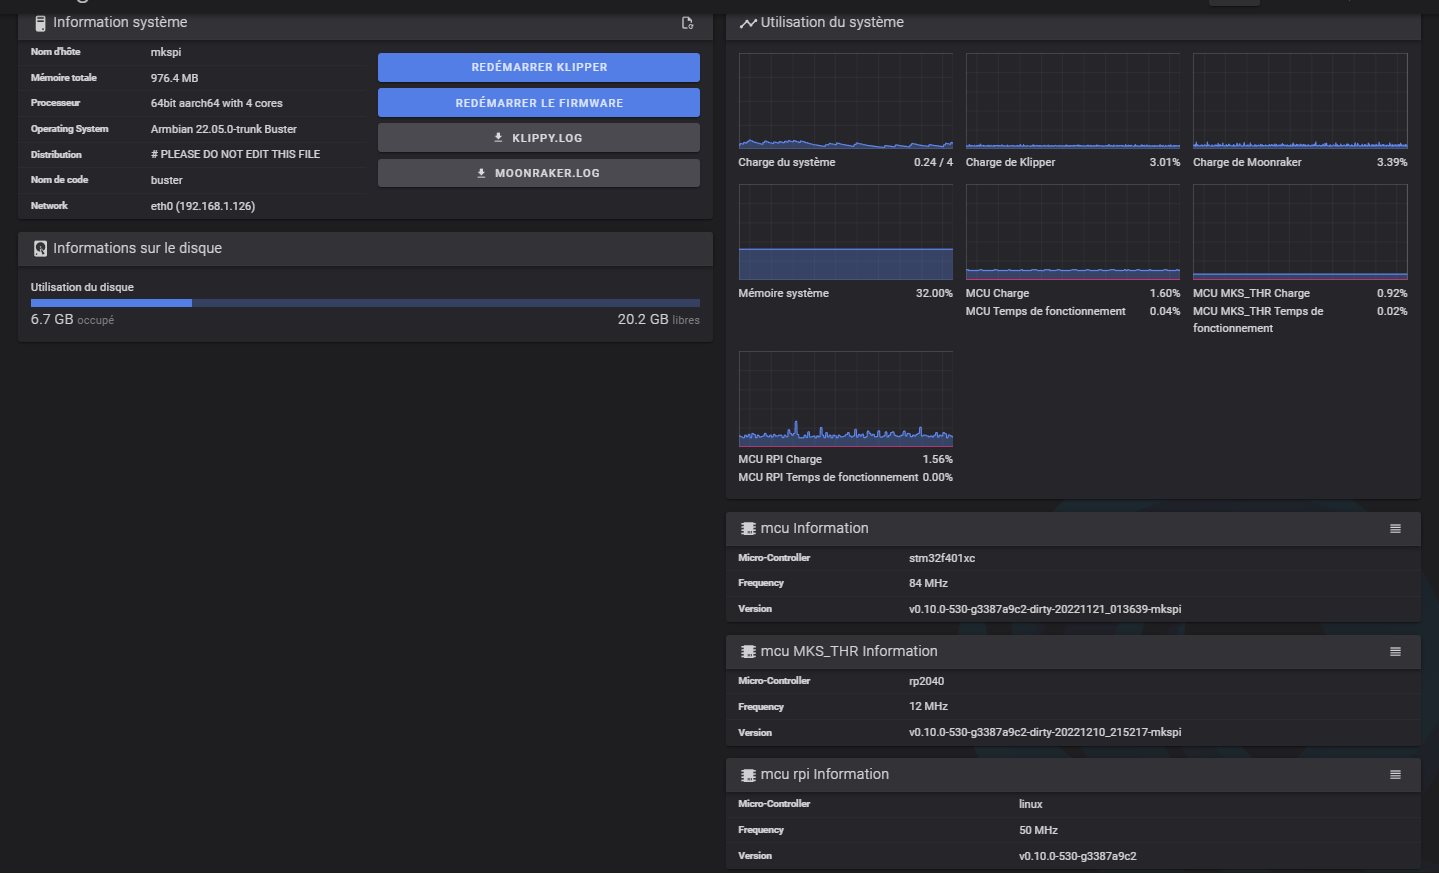 Information système
Nom d'hôte mkspi
Mémoire totale 976.4 MB
Processeur 64bit aarch64 with 4 cores
Operating System Armbian 22.05.0-trunk Buster
Distribution # PLEASE DO NOT EDIT THIS FILE
Nom de code buster
Network eth0 (192.168.1.126)
REDÉMARRER KLIPPER
REDÉMARRER LE FIRMWARE
KLIPPY.LOG
MOONRAKER.LOG
Informations sur le disque
Utilisation du disque
6.7 GB occupé 20.2 GB libres
Utilisation du système
Charge du système 0.24 / 4
Charge de Klipper 3.01%
Charge de Moonraker 3.39%
Mémoire système 32.00%
MCU Charge 1.60%
MCU Temps de fonctionnement 0.04%
MCU MKS_THR Charge 0.92%
MCU MKS_THR Temps de 0.02%
fonctionnement
MCU RPI Charge 1.56%
MCU RPI Temps de fonctionnement 0.00%
mcu Information
Micro-Controller stm32f401xc
Frequency 84 MHz
Version v0.10.0-530-g3387a9c2-dirty-20221121_013639-mkspi
mcu MKS_THR Information
Micro-Controller rp2040
Frequency 12 MHz
Version v0.10.0-530-g3387a9c2-dirty-20221210_215217-mkspi
mcu rpi Information
Micro-Controller linux
Frequency 50 MHz
Version v0.10.0-530-g3387a9c2